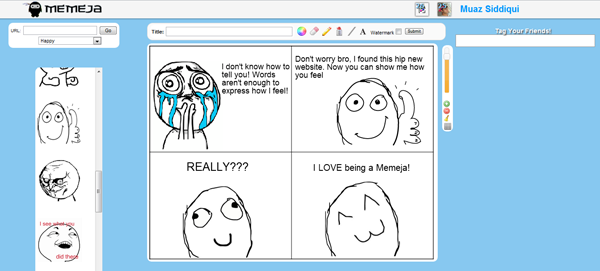 MEMEJA
Muaz Siddiqui
URL:
Go
Happy
Title:
A
Watermark
Submit
Tag Your Friends!
I don't know how to
tell you! Words
aren't enough to
express how I feel!
Don't worry bro, I found this hip new
website. Now you can show me how
you feel
REALLY???
I LOVE being a Memeja!
I see what you
did there